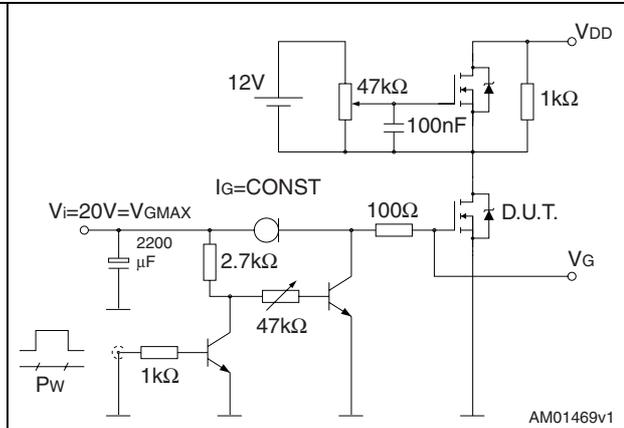 VDD
12V
47kΩ
1kΩ
100nF
IG=CONST
Vi=20V=VGMAX
100Ω
D.U.T.
2200
μF
2.7kΩ
VG
47kΩ
1kΩ
PW
AM01469v1